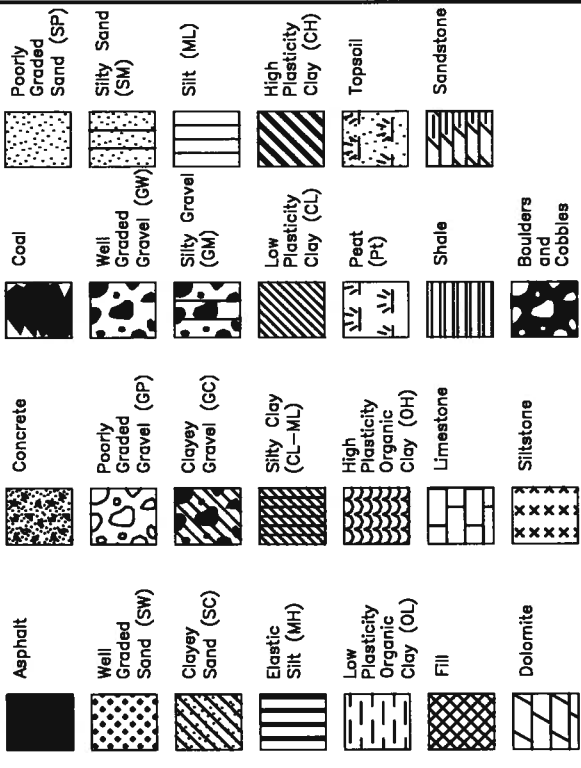 Asphalt
Concrete
Coal
Poorly
Graded
Sand (SP)
Well
Graded
Sand (SW)
Poorly
Graded
Gravel (GP)
Well
Graded
Gravel (GW)
Silty Sand
(SM)
Clayey
Sand (SC)
Clayey
Gravel (GC)
Silty Gravel
(GM)
Silt (ML)
Elastic
Silt (MH)
Silty Clay
(CL-ML)
Low
Plasticity
Clay (CL)
High
Plasticity
Clay (CH)
Low
Plasticity
Organic
Clay (OL)
High
Plasticity
Organic
Clay (OH)
Peat
(Pt)
Topsoil
Fill
Limestone
Shale
Sandstone
Dolomite
Siltstone
Boulders
and
Cobbles